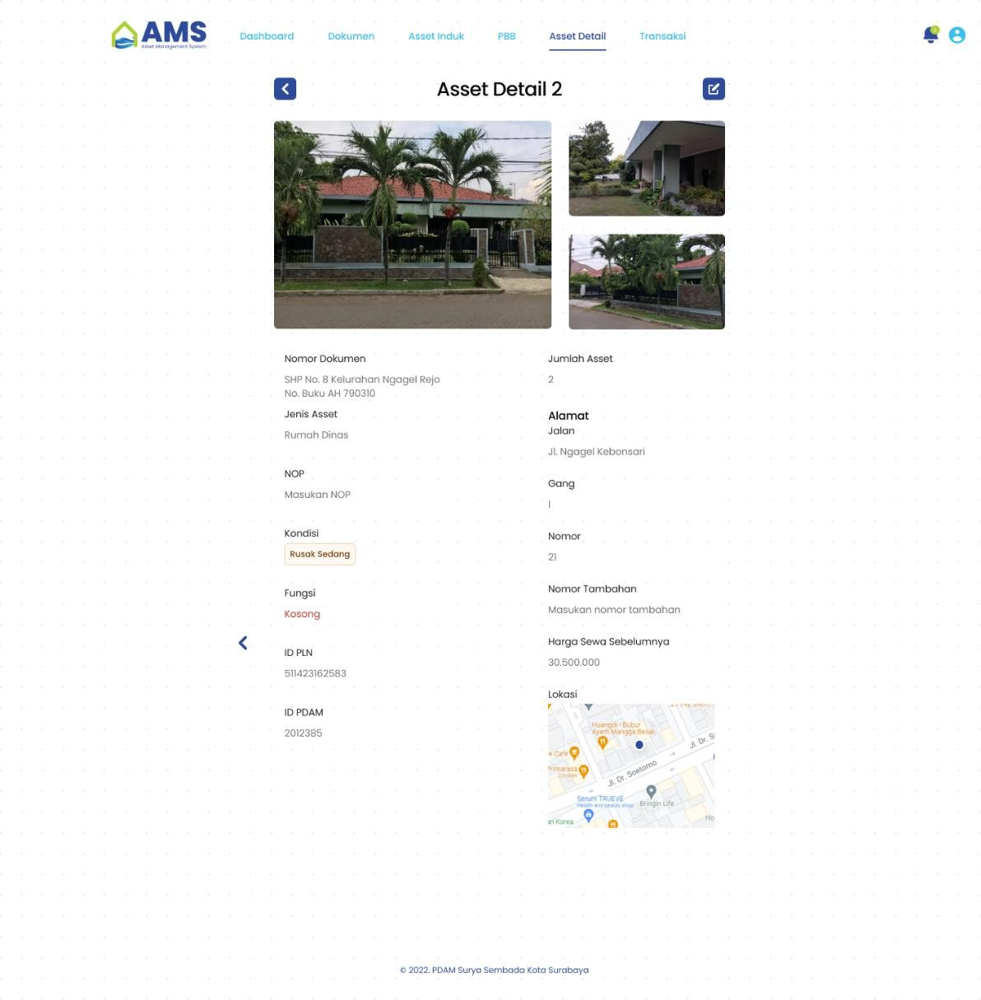 AMS
Asset Management System
Dashboard
Dokumen
Asset Induk
PBB
Asset Detail
Transaksi
Asset Detail 2
Nomor Dokumen
SHP No. 8 Kelurahan Ngagel Rejo
No. Buku AH 790310
Jenis Asset
Rumah Dinas
NOP
Masukan NOP
Kondisi
Rusak Sedang
Fungsi
Kosong
ID PLN
511423162583
ID PDAM
2012385
Jumlah Asset
2
Alamat
Jalan
Jl. Ngagel Kebonsari
Gang
I
Nomor
21
Nomor Tambahan
Masukan nomor tambahan
Harga Sewa Sebelumnya
30.500.000
Lokasi
Huangdi - Bubur
Ayam Mangga Besar...
Jl. Dr. S
e Café
Primarasa
Chicken
Jl. Dr. Soetomo
Serum TRUEVE
Health and beauty shop
Bringin Life
an Korea
Ho
© 2022. PDAM Surya Sembada Kota Surabaya